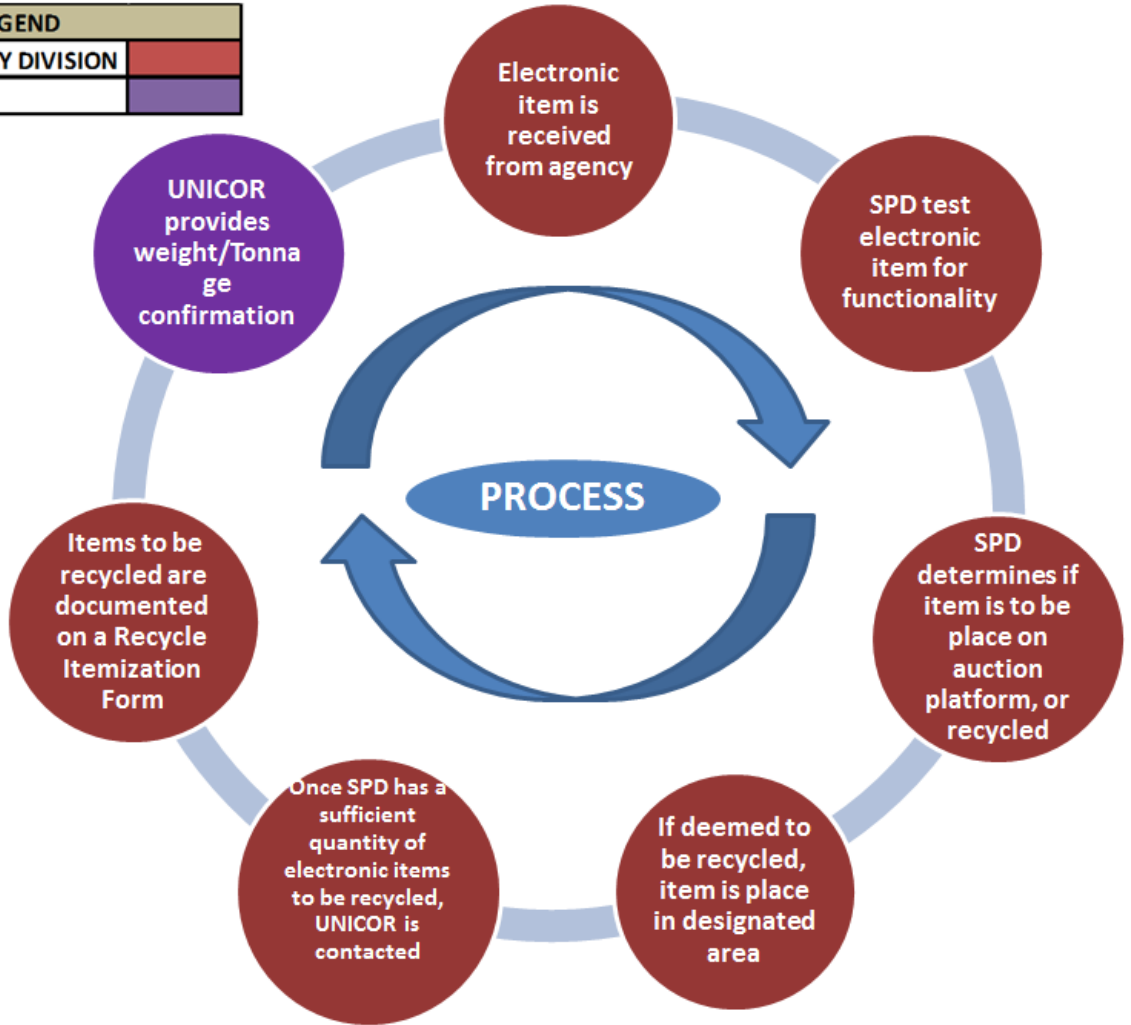 GEND
Y DIVISION
Electronic
item is
received
from agency
SPD test
electronic
item for
functionality
SPD
determines if
item is to be
place on
auction
platform, or
recycled
If deemed to
be recycled,
item is place
in designated
area
Once SPD has a
sufficient
quantity of
electronic items
to be recycled,
UNICOR is
contacted
Items to be
recycled are
documented
on a Recycle
Itemization
Form
UNICOR
provides
weight/Tonna
ge
confirmation
PROCESS